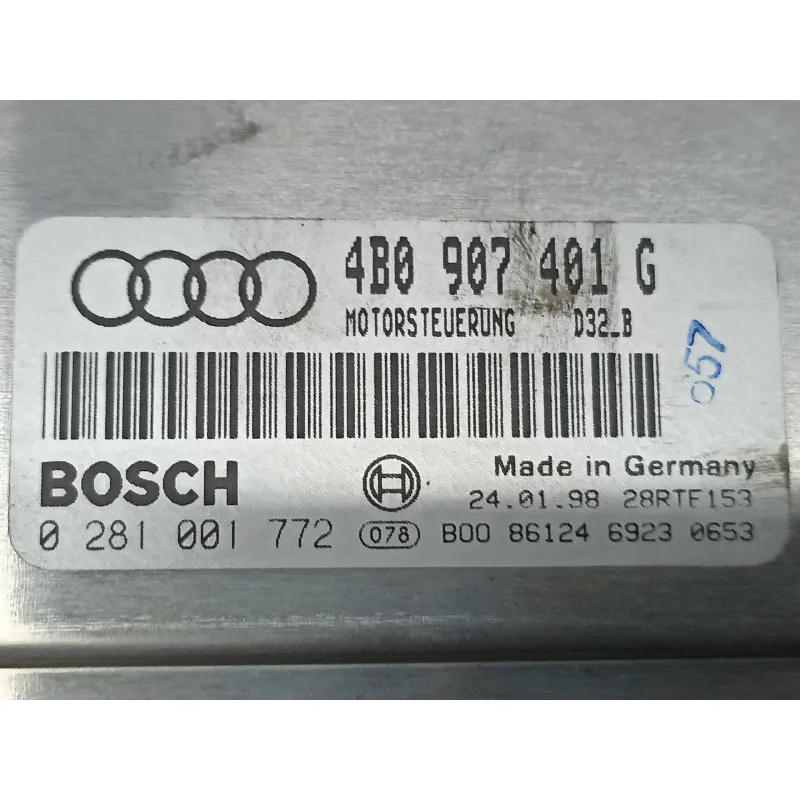 4B0 907 401 G
MOTORSTEUERUNG D32_B
057
BOSCH
Made in Germany
24.01.98 28RTE153
0 281 001 772 078 B00 86124 6923 0653